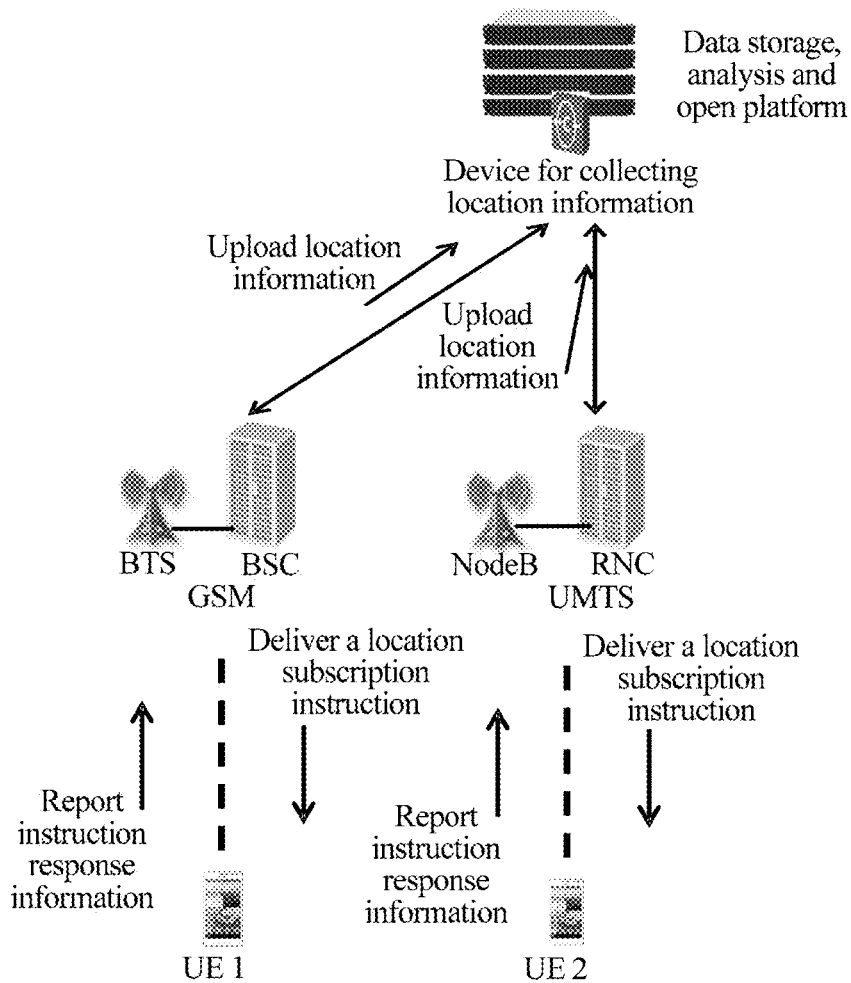 Data storage,
analysis and
open platform
Device for collecting
location information
Upload location
information
Upload
location
information
BTS
BSC
GSM
NodeB
RNC
UMTS
Deliver a location
subscription
instruction
Deliver a location
subscription
instruction
Report
instruction
response
information
Report
instruction
response
information
UE 1
UE 2